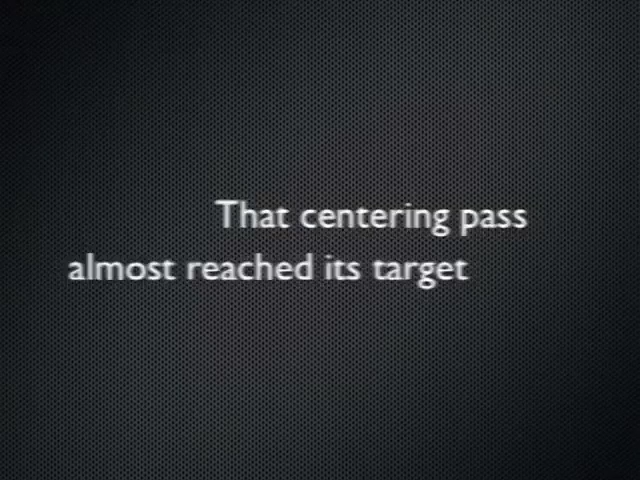 That centering pass
almost reached its target